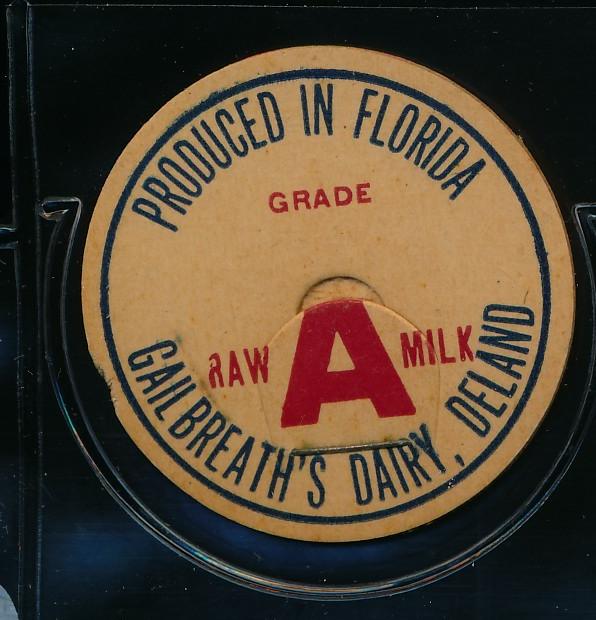 PRODUCED IN FLORIDA
GRADE
A
RAW MILK
GAILBREATH'S DAIRY, DELAND